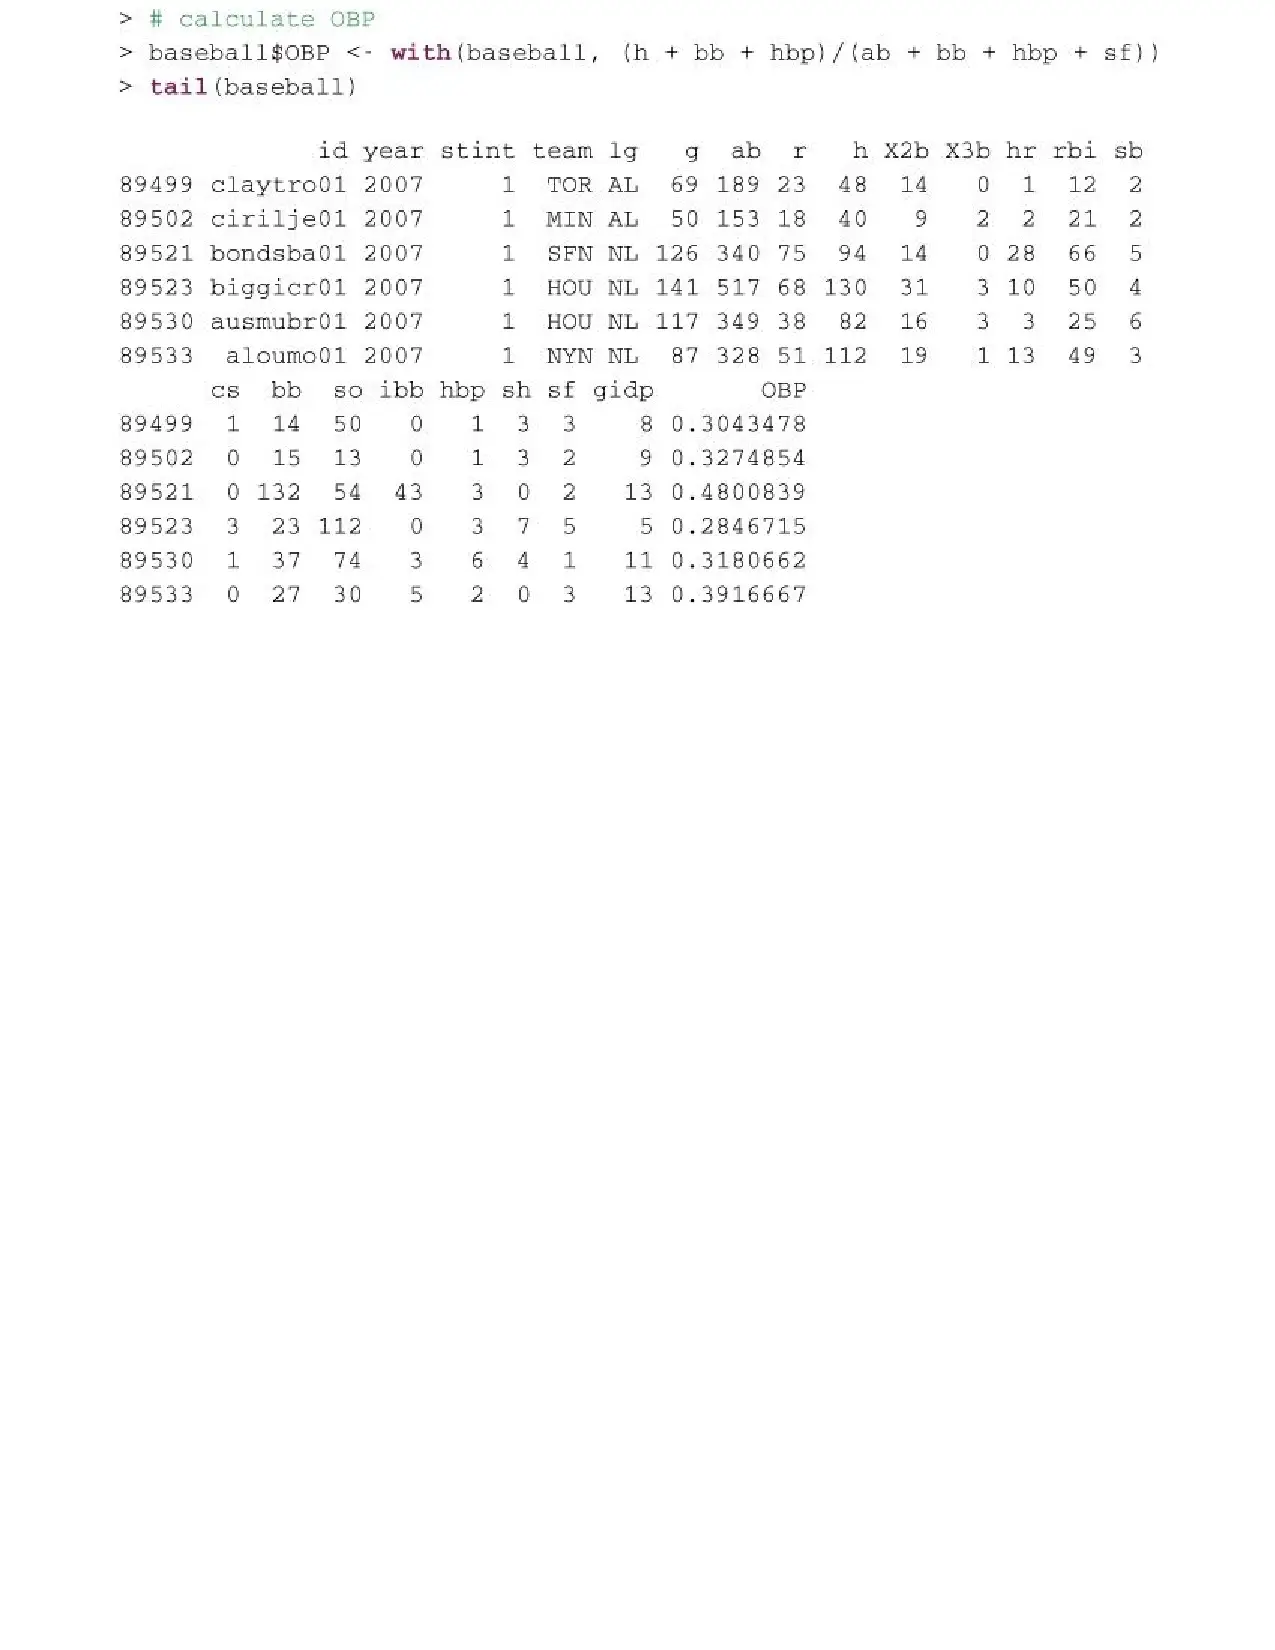 > # calculate OBP
> baseball$OBP <- with(baseball, (h + bb + hbp)/(ab + bb + hbp + sf))
> tail(baseball)
id year stint team lg g ab r h X2b X3b hr rbi sb
89499 claytro01 2007 1 TOR AL 69 189 23 48 14 0 1 12 2
89502 cirilje01 2007 1 MIN AL 50 153 18 40 9 2 2 21 2
89521 bondsba01 2007 1 SFN NL 126 340 75 94 14 0 28 66 5
89523 biggicr01 2007 1 HOU NL 141 517 68 130 31 3 10 50 4
89530 ausmubr01 2007 1 HOU NL 117 349 38 82 16 3 3 25 6
89533 aloumo01 2007 1 NYN NL 87 328 51 112 19 1 13 49 3
cs bb so ibb hbp sh sf gidp OBP
89499 1 14 50 0 1 3 3 8 0.3043478
89502 0 15 13 0 1 3 2 9 0.3274854
89521 0 132 54 43 3 0 2 13 0.4800839
89523 3 23 112 0 3 7 5 5 0.2846715
89530 1 37 74 3 6 4 1 11 0.3180662
89533 0 27 30 5 2 0 3 13 0.3916667